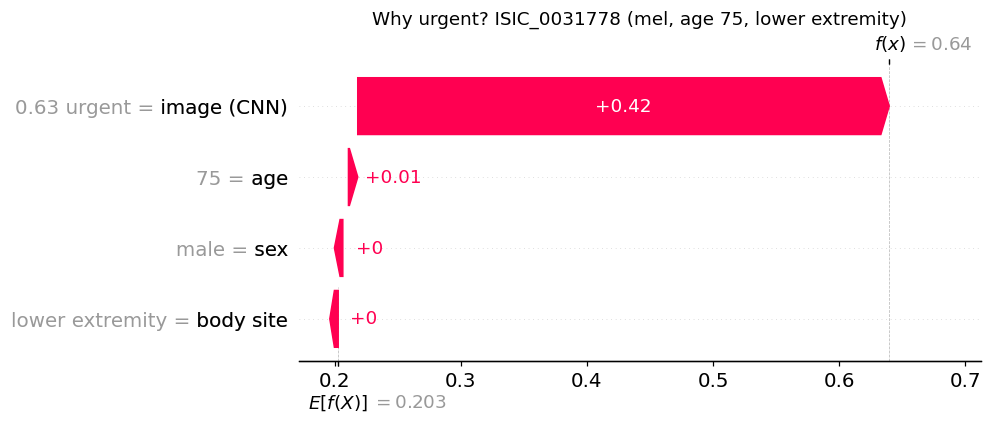 Why urgent? ISIC_0031778 (mel, age 75, lower extremity)
f(x) = 0.64
0.63 urgent = image (CNN)
+0.42
75 = age
+0.01
male = sex
+0
lower extremity = body site
+0
0.2 0.3 0.4 0.5 0.6 0.7
E[f(X)] = 0.203